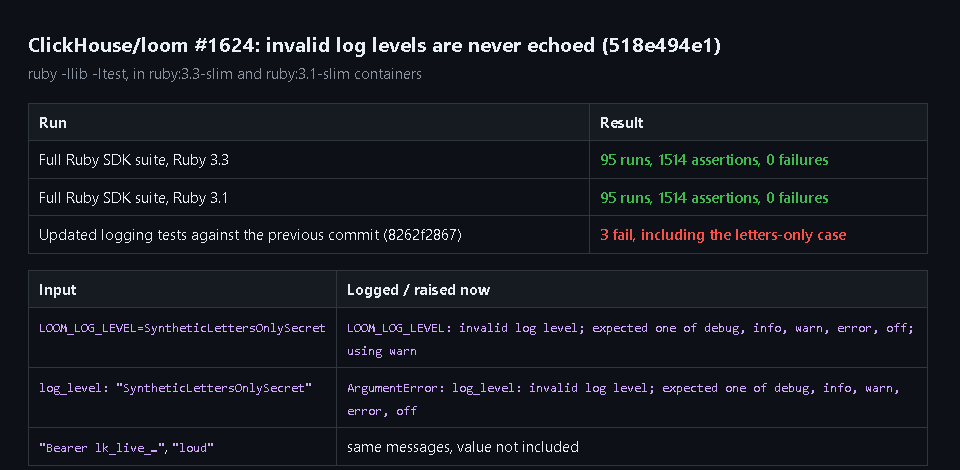 ClickHouse/loom #1624: invalid log levels are never echoed (518e494e1)
ruby -Ilib -Itest, in ruby:3.3-slim and ruby:3.1-slim containers
Run Result
Full Ruby SDK suite, Ruby 3.3 95 runs, 1514 assertions, 0 failures
Full Ruby SDK suite, Ruby 3.1 95 runs, 1514 assertions, 0 failures
Updated logging tests against the previous commit (8262f2867) 3 fail, including the letters-only case
Input Logged / raised now
LOOM_LOG_LEVEL=SyntheticLettersOnlySecret LOOM_LOG_LEVEL: invalid log level; expected one of debug, info, warn, error, off;
using warn
log_level: "SyntheticLettersOnlySecret" ArgumentError: log_level: invalid log level; expected one of debug, info, warn,
error, off
"Bearer lk_live_…", "loud" same messages, value not included